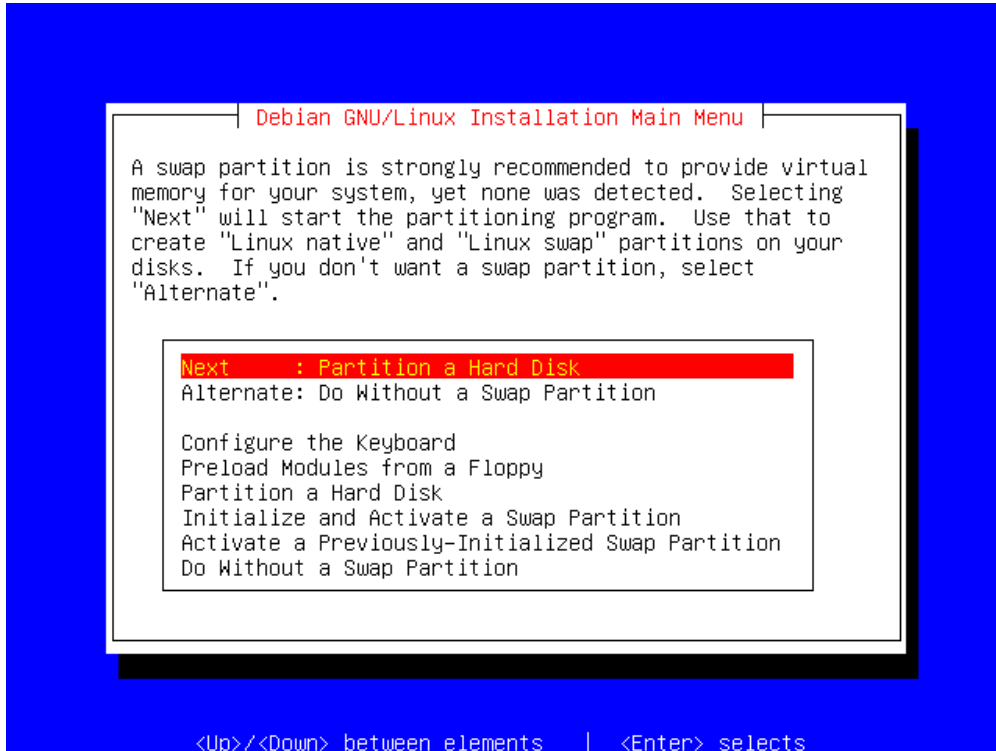 Debian GNU/Linux Installation Main Menu
A swap partition is strongly recommended to provide virtual
memory for your system, yet none was detected.  Selecting
"Next" will start the partitioning program.  Use that to
create "Linux native" and "Linux swap" partitions on your
disks.  If you don't want a swap partition, select
"Alternate".
Next     : Partition a Hard Disk
Alternate: Do Without a Swap Partition
Configure the Keyboard
Preload Modules from a Floppy
Partition a Hard Disk
Initialize and Activate a Swap Partition
Activate a Previously-Initialized Swap Partition
Do Without a Swap Partition
<Up>/<Down> between elements   |  <Enter> selects